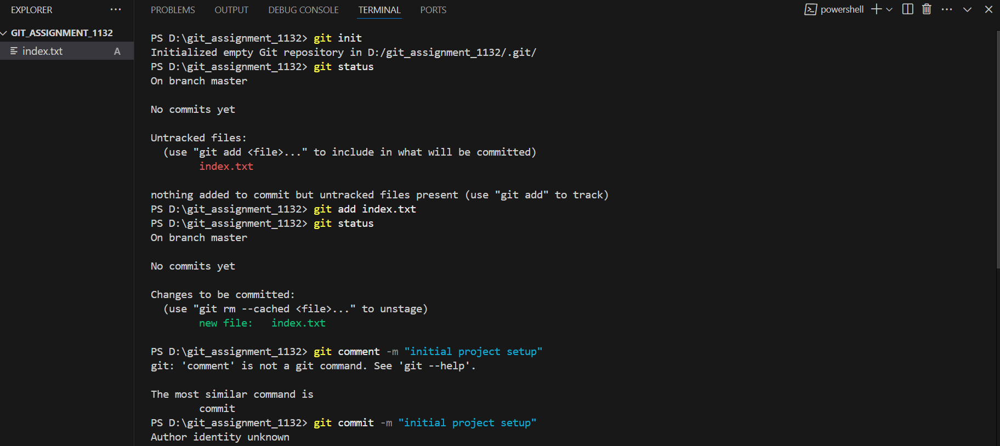 EXPLORER
GIT_ASSIGNMENT_1132
index.txt A
PROBLEMS OUTPUT DEBUG CONSOLE TERMINAL PORTS
powershell
PS D:\git_assignment_1132> git init
Initialized empty Git repository in D:/git_assignment_1132/.git/
PS D:\git_assignment_1132> git status
On branch master
No commits yet
Untracked files:
  (use "git add <file>..." to include in what will be committed)
        index.txt
nothing added to commit but untracked files present (use "git add" to track)
PS D:\git_assignment_1132> git add index.txt
PS D:\git_assignment_1132> git status
On branch master
No commits yet
Changes to be committed:
  (use "git rm --cached <file>..." to unstage)
        new file:   index.txt
PS D:\git_assignment_1132> git comment -m "initial project setup"
git: 'comment' is not a git command. See 'git --help'.
The most similar command is
        commit
PS D:\git_assignment_1132> git commit -m "initial project setup"
Author identity unknown